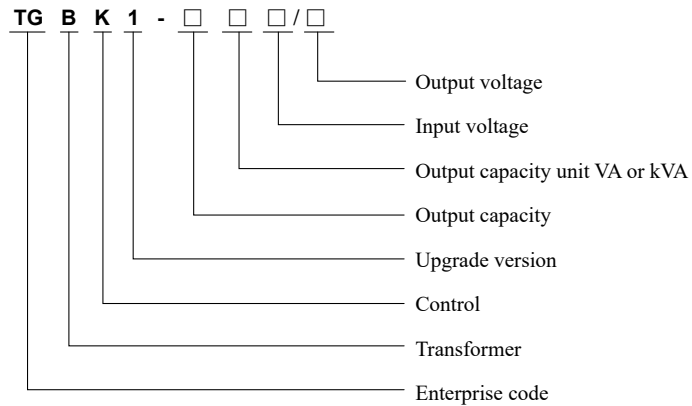 TG B K 1 - □ □ □/□
Output voltage
Input voltage
Output capacity unit VA or kVA
Output capacity
Upgrade version
Control
Transformer
Enterprise code